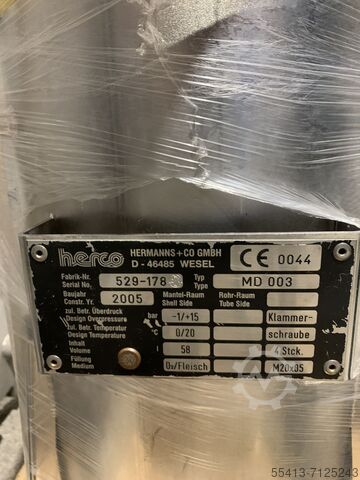 herco
HERMANNS+CO GMBH
D - 46485 WESEL
CE 0044
Fabrik-Nr. Serial No. 529-178 Typ Type MD 003
Baujahr Constr. Yr. 2005 Mantel-Raum Shell Side Rohr-Raum Tube Side
zul. Betr. Überdruck Design Overpressure bar -1/+15 Klammer-
zul. Betr. Temperatur Design Temperature 0/20 schraube
Inhalt Volume l 58 4 Stck.
Füllung Medium Ov/Fleisch M20x35
55413-7125243